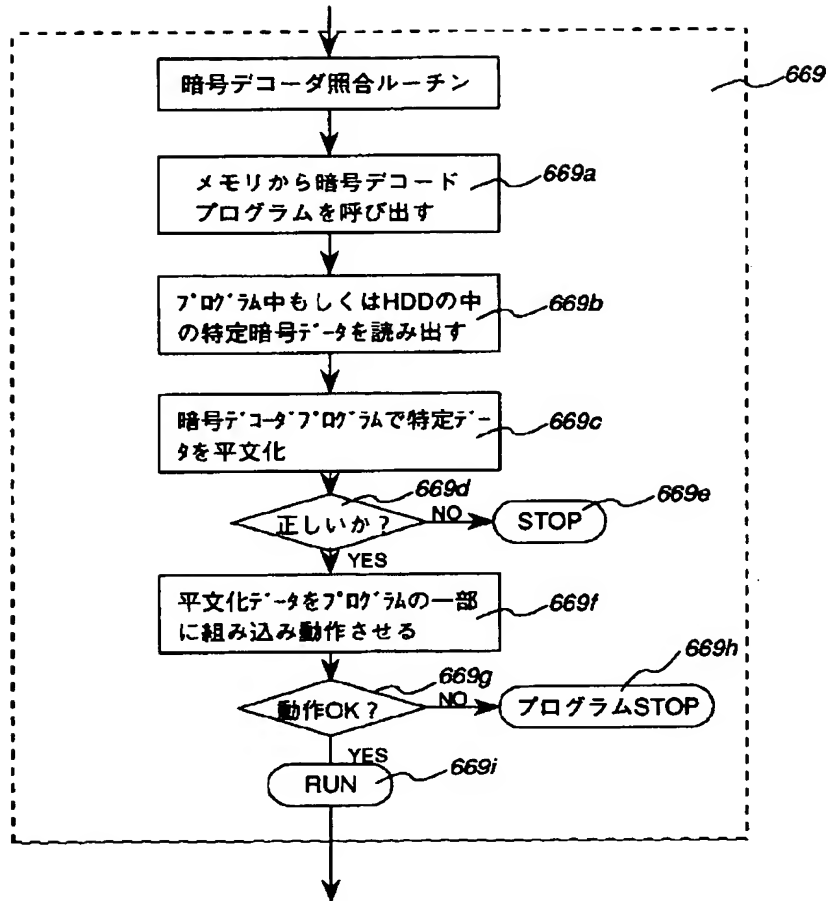 669
暗号デコーダ照合ルーチン
669a
メモリから暗号デコード
プログラムを呼び出す
669b
ﾌﾟﾛｸﾞﾗﾑ中もしくはHDDの中
の特定暗号ﾃﾞｰﾀを読み出す
669c
暗号ﾃﾞｺｰﾀﾞﾌﾟﾛｸﾞﾗﾑで特定ﾃﾞｰ
ﾀを平文化
669d
正しいか？
NO
669e
STOP
YES
669f
平文化ﾃﾞｰﾀをﾌﾟﾛｸﾞﾗﾑの一部
に組み込み動作させる
669g
動作OK？
NO
669h
プログラムSTOP
YES
RUN
669i